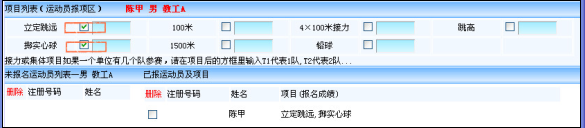 项目列表（运动员报项区） 陈甲 男 教工A
立定跳远 100米 4×100米接力 跳高
掷实心球 1500米 铅球
接力或集体项目如果一个单位有几个队参赛，请在项目后的方框里输入T1代表1队，T2代表2队...
未报名运动员列表—男 教工A 已报运动员及项目
删除 注册号码 姓名 删除 注册号码 姓名 项目（报名成绩）
陈甲 立定跳远，掷实心球